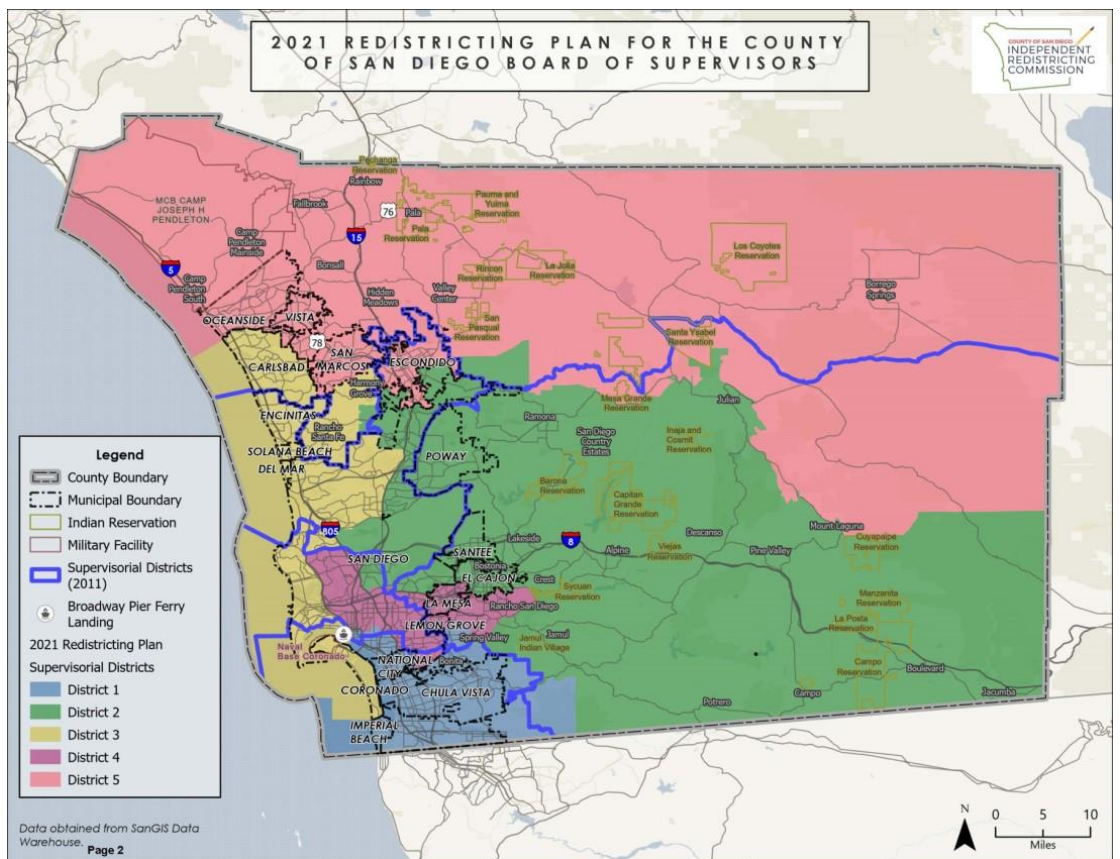 2021 REDISTRICTING PLAN FOR THE COUNTY
OF SAN DIEGO BOARD OF SUPERVISORS
COUNTY OF SAN DIEGO
INDEPENDENT
REDISTRICTING
COMMISSION
Pechanga
Reservation
Rainbow
MCB CAMP
JOSEPH H
PENDLETON
Fallbrook
76
Pala
Pala
Reservation
Pauma and
Yuima
Reservation
Camp
Pendleton
Mainside
15
5
Bonsall
Camp
Pendleton
South
Rincon
Reservation
La Jolla
Reservation
Los Coyotes
Reservation
Borrego
Springs
Hidden
Meadows
Valley
Center
OCEANSIDE
VISTA
San
Pasqual
Reservation
Santa Ysabel
Reservation
78
SAN
MARCOS
ESCONDIDO
CARLSBAD
Harmony
Grove
Mesa Grande
Reservation
Julian
ENCINITAS
Rancho
Santa Fe
Ramona
San Diego
Country
Estates
Inaja and
Cosmit
Reservation
SOLANA BEACH
DEL MAR
POWAY
Barona
Reservation
Capitan
Grande
Reservation
805
Mount Laguna
Cuyapaipe
Reservation
SAN DIEGO
SANTEE
Lakeside
8
Descanso
Bostonia
EL CAJON
Alpine
Viejas
Reservation
Pine Valley
Crest
Sycuan
Reservation
LA MESA
Rancho San Diego
Manzanita
Reservation
LEMON GROVE
La Posta
Reservation
Spring Valley
Jamul
Jamul
Indian Village
Naval
Base Coronado
NATIONAL
CITY
Bonita
Campo
Reservation
Boulevard
CORONADO
CHULA VISTA
Potrero
Campo
Jacumba
IMPERIAL
BEACH
Legend
County Boundary
Municipal Boundary
Indian Reservation
Military Facility
Supervisorial Districts
(2011)
Broadway Pier Ferry
Landing
2021 Redistricting Plan
Supervisorial Districts
District 1
District 2
District 3
District 4
District 5
Data obtained from SanGIS Data
Warehouse.
Page 2
N
0 5 10
Miles